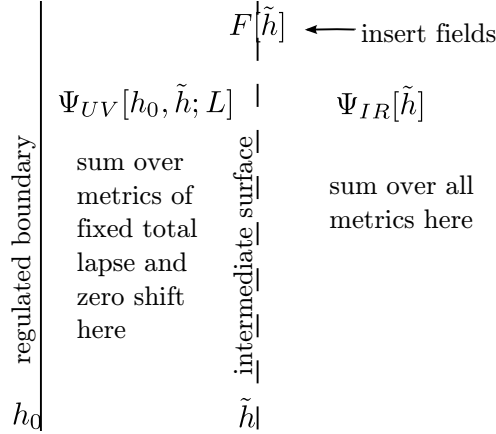 F[h̃]
insert fields
Ψ_{UV}[h_0, h̃; L]
Ψ_{IR}[h̃]
regulated boundary
sum over
metrics of
fixed total
lapse and
zero shift
here
intermediate surface
sum over all
metrics here
h_0
h̃